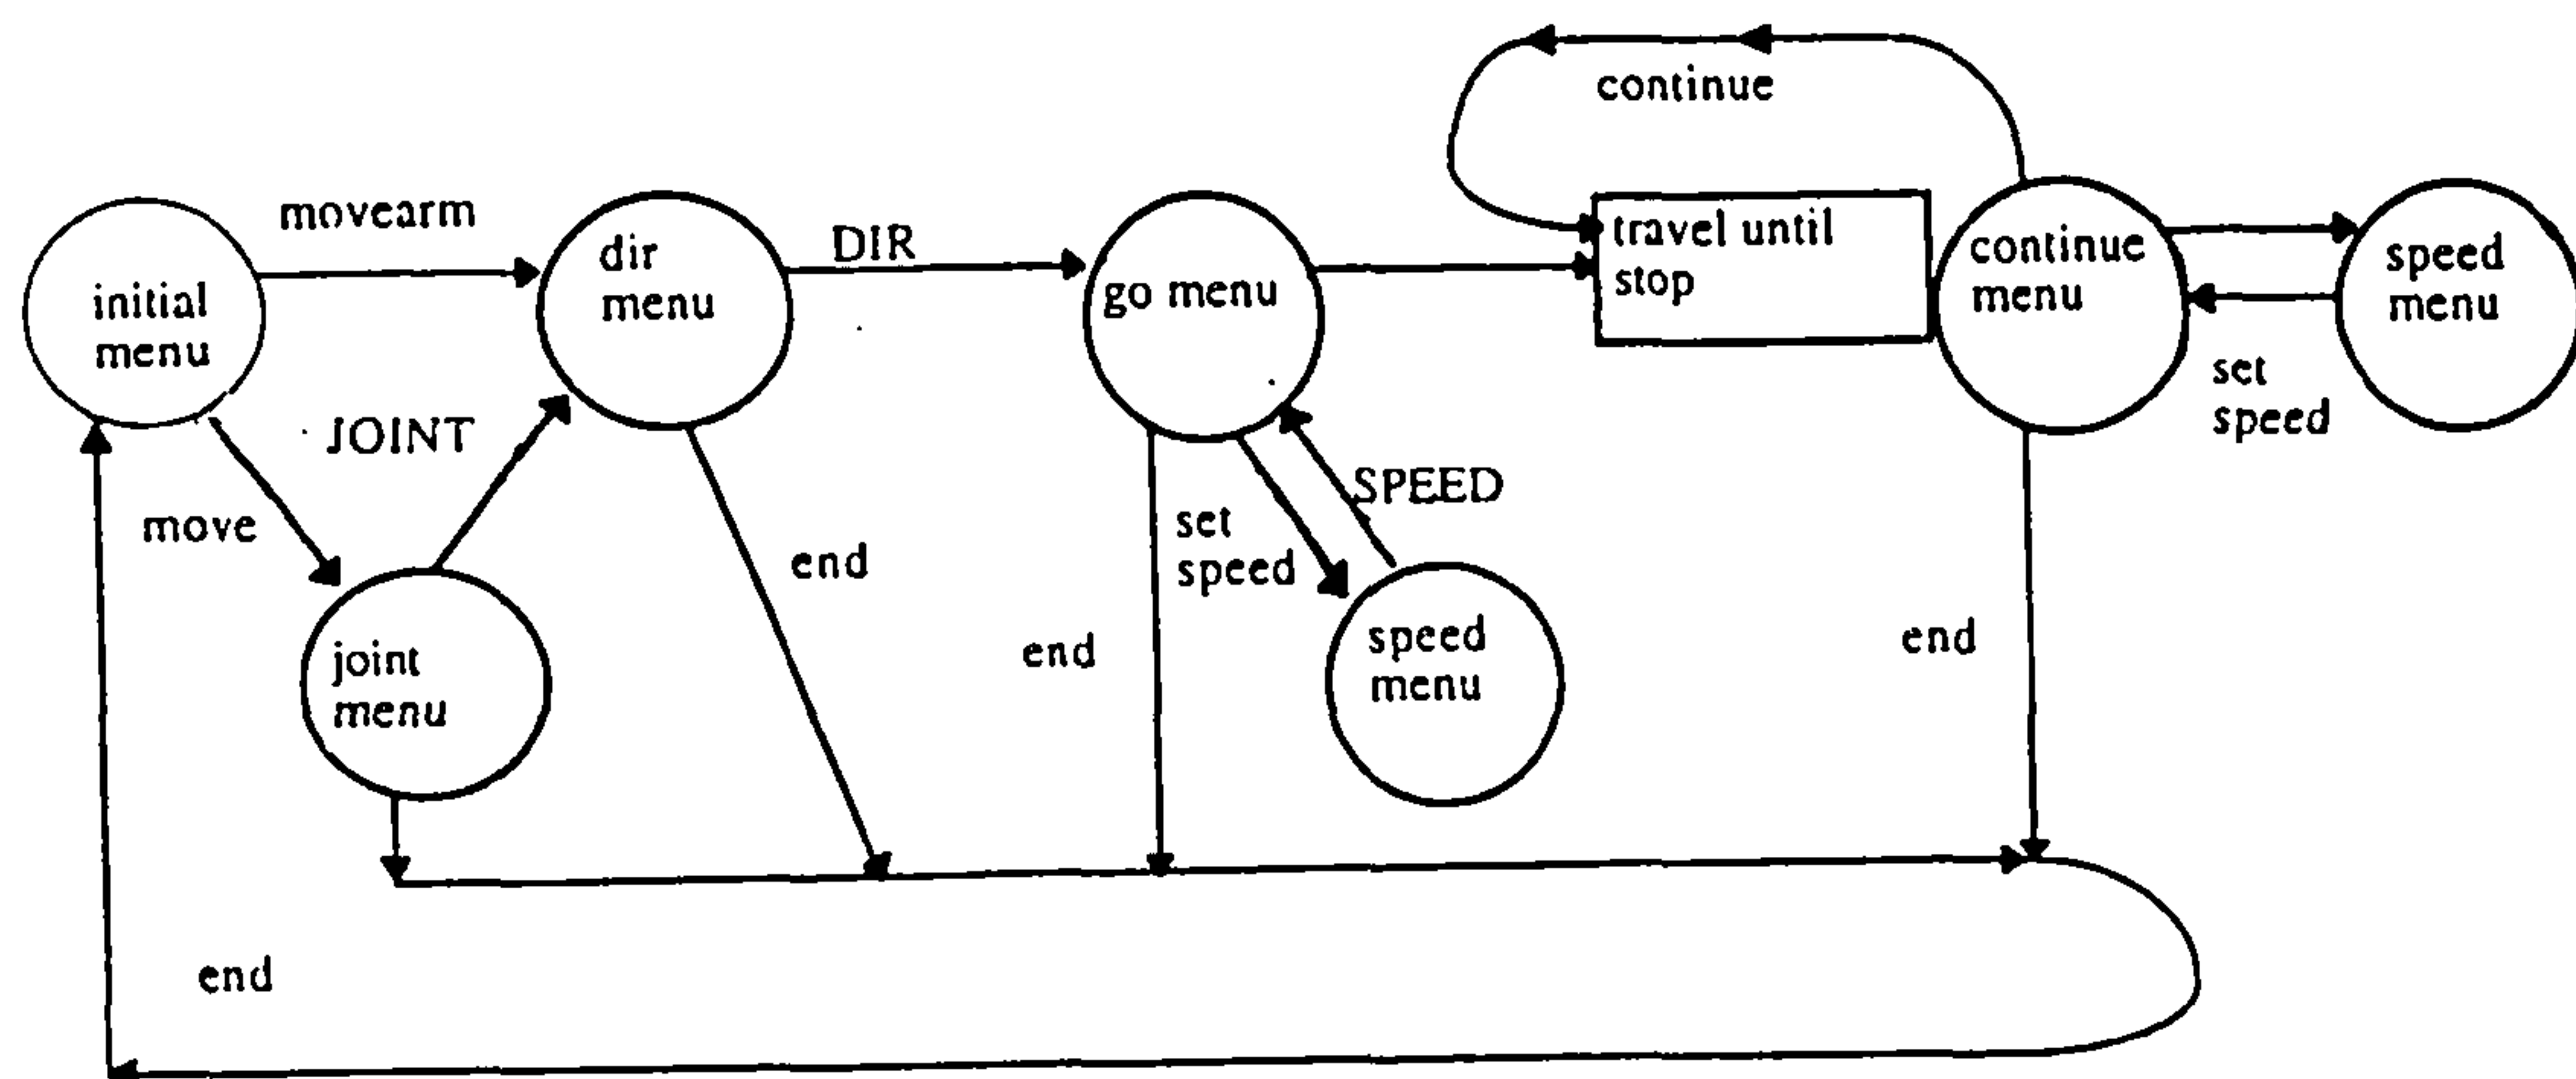 continue
movearm
initial
menu
dir
menu
DIR
go menu
travel until
stop
continue
menu
speed
menu
set
speed
JOINT
move
joint
menu
end
SPEED
set
speed
speed
menu
end
end
end